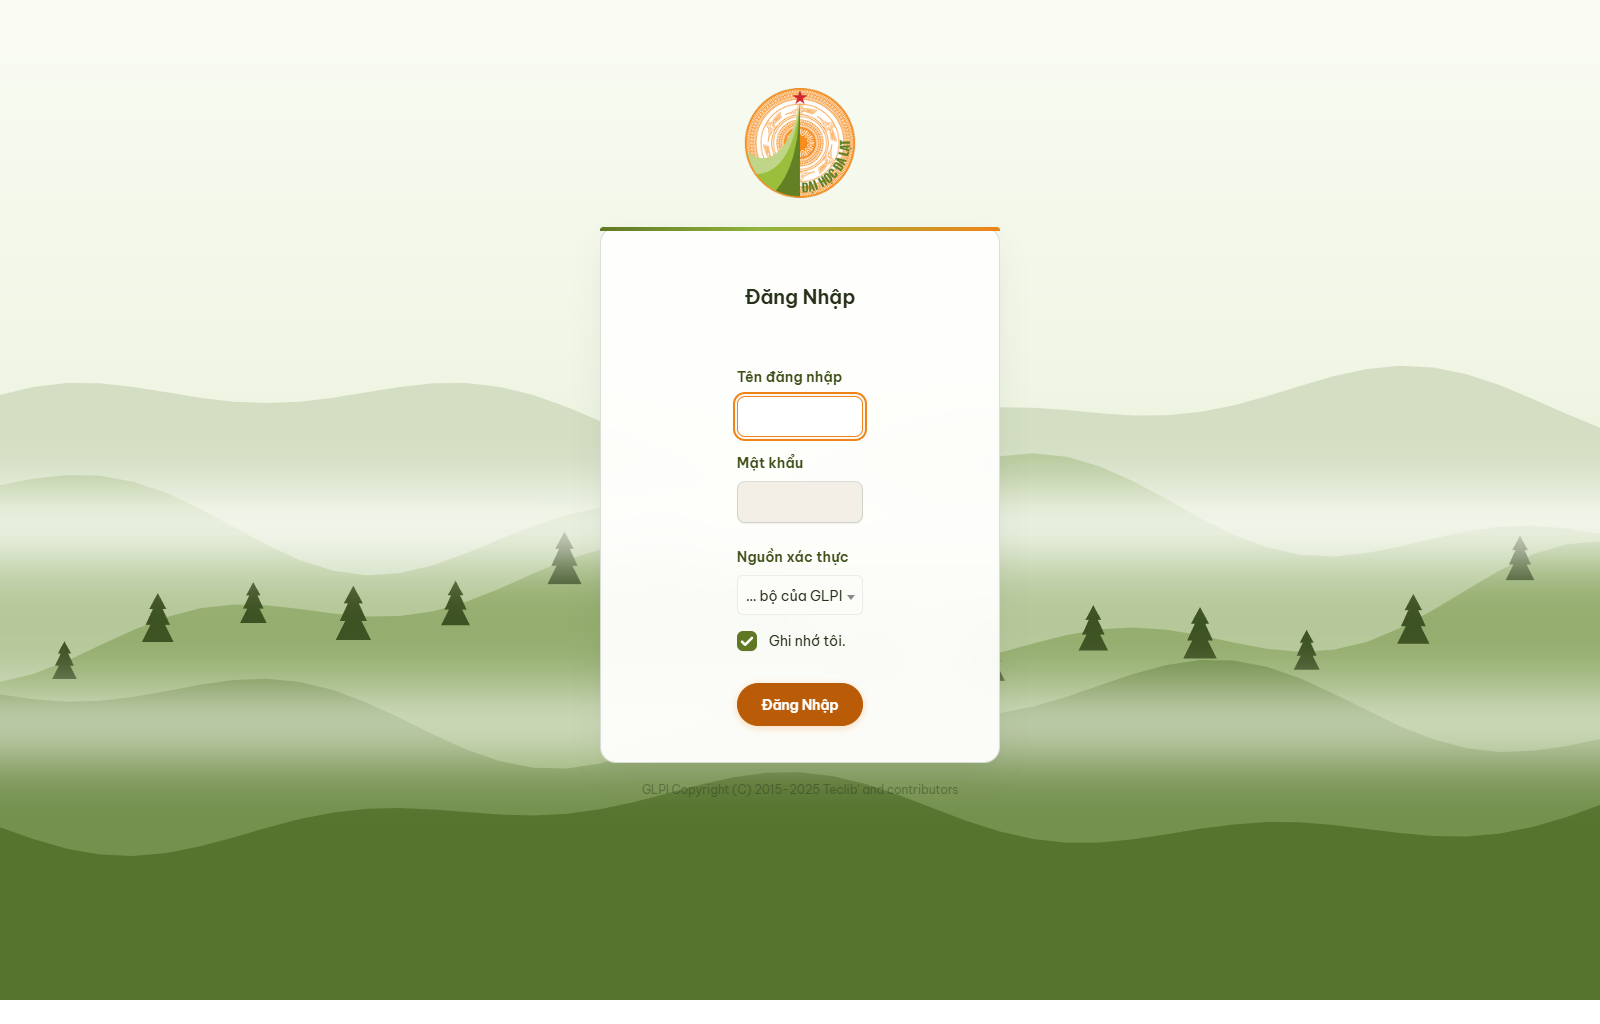 ĐẠI HỌC ĐÀ LẠT
Đăng Nhập
Tên đăng nhập
Mật khẩu
Nguồn xác thực
... bộ của GLPI
Ghi nhớ tôi.
Đăng Nhập
GLPI Copyright (C) 2015-2025 Teclib' and contributors